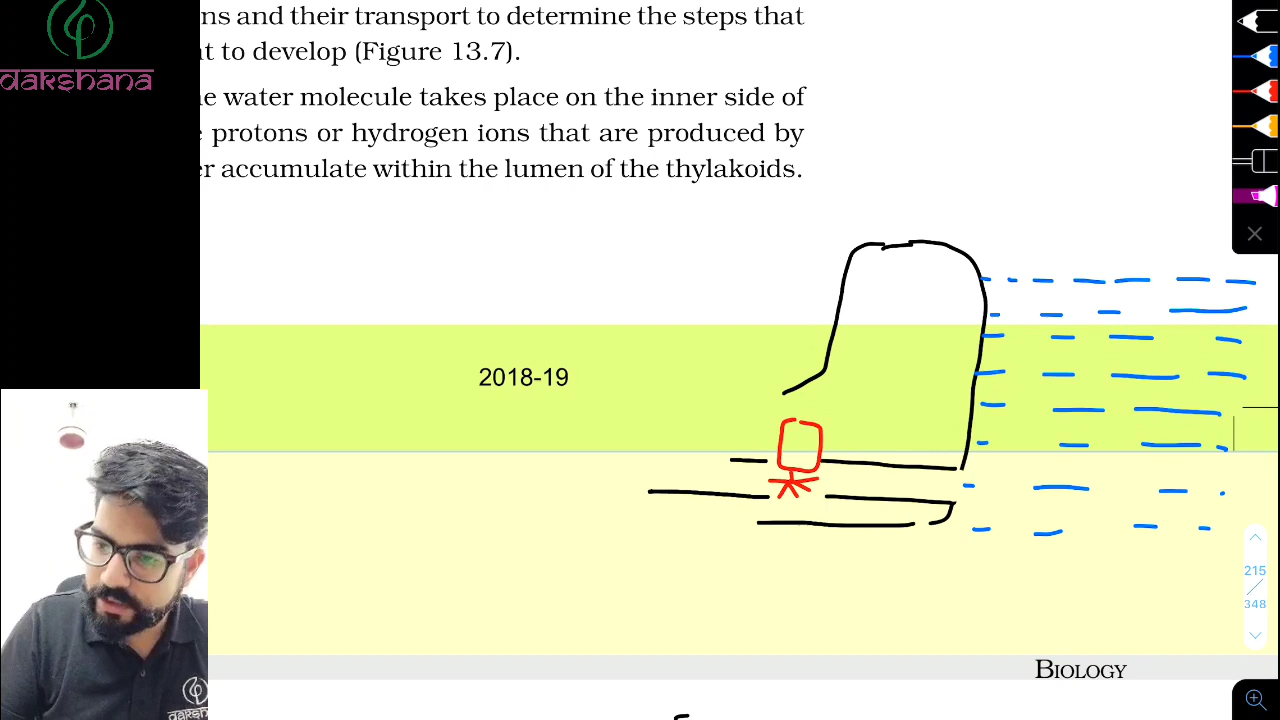 dakshana
ns and their transport to determine the steps that
t to develop (Figure 13.7).
e water molecule takes place on the inner side of
protons or hydrogen ions that are produced by
er accumulate within the lumen of the thylakoids.
2018-19
215
348
BIOLOGY